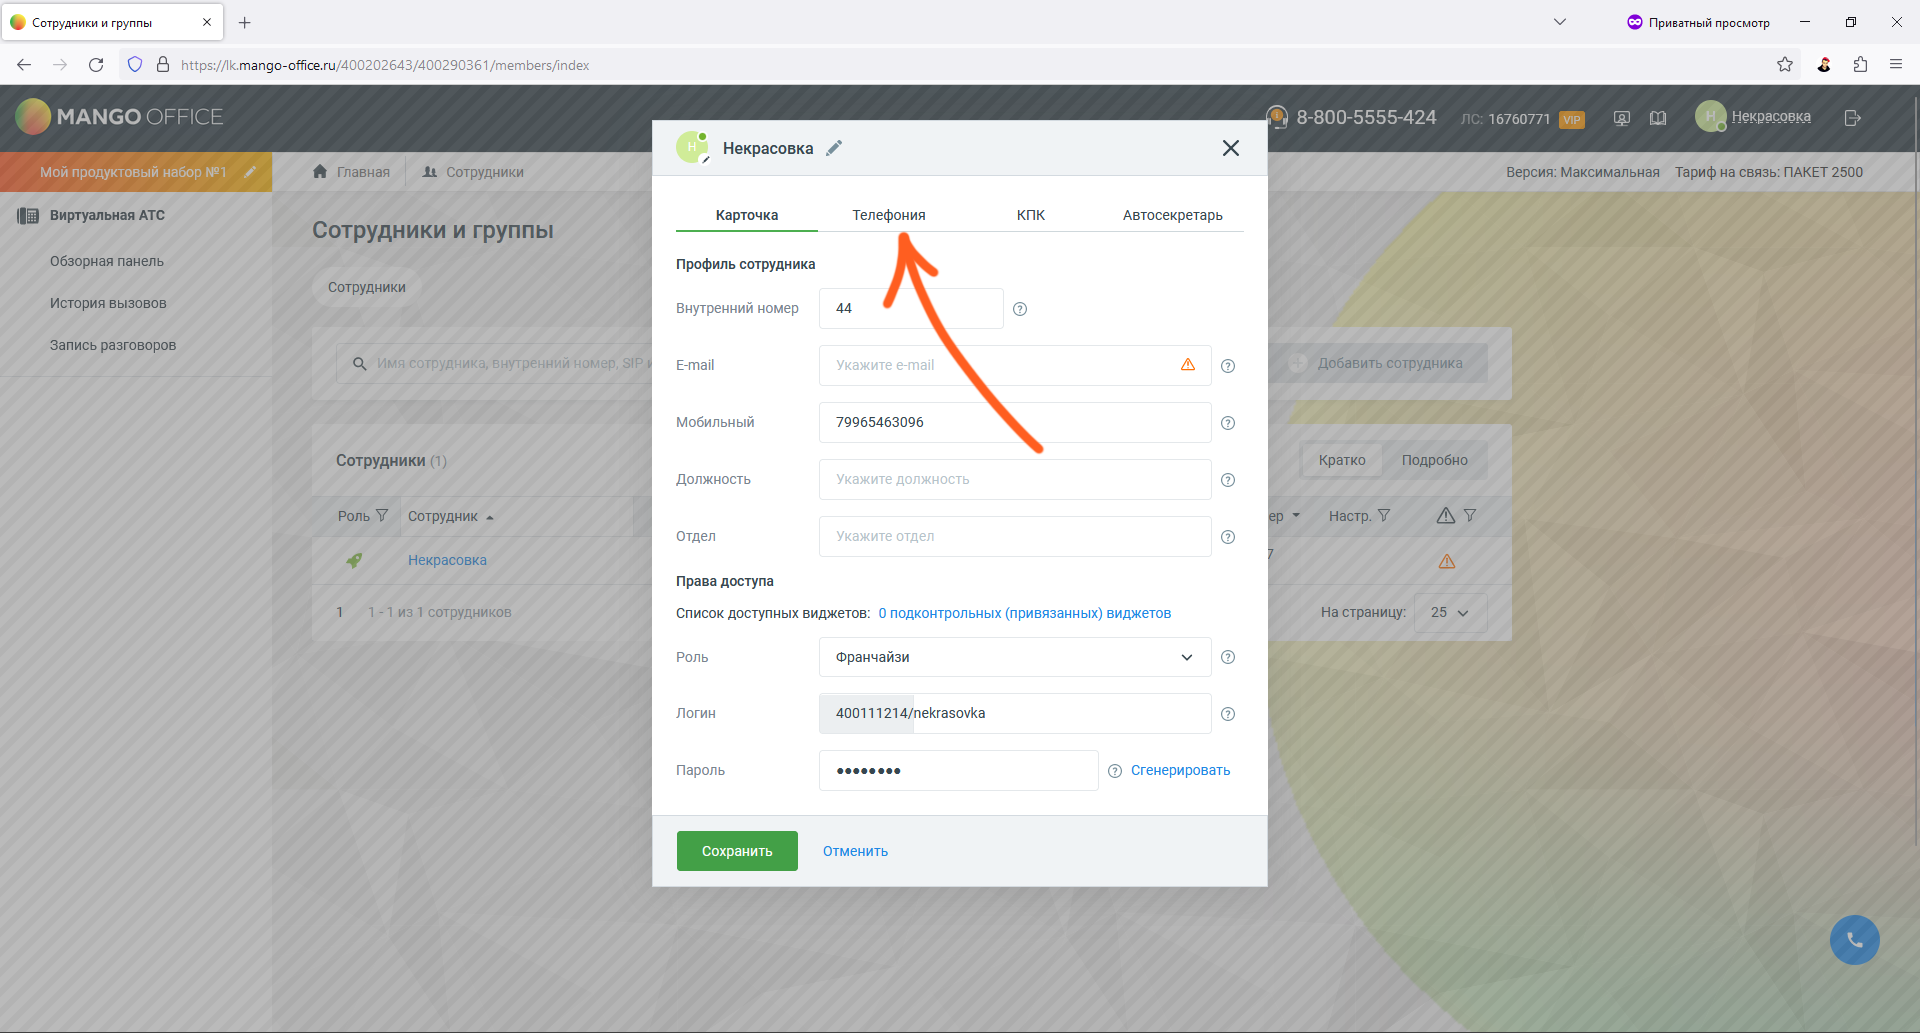 Сотрудники и группы
Приватный просмотр
https://lk.mango-office.ru/400202643/400290361/members/index
MANGO OFFICE
8-800-5555-424
ЛС: 16760771 VIP
Н
Некрасовка
Мой продуктовый набор №1
Главная
Сотрудники
Версия: Максимальная
Тариф на связь: ПАКЕТ 2500
Виртуальная АТС
Обзорная панель
История вызовов
Запись разговоров
Сотрудники и группы
Сотрудники
Имя сотрудника, внутренний номер, SIP
Добавить сотрудника
Сотрудники (1)
Кратко
Подробно
Роль
Сотрудник
ер
Настр.
Некрасовка
7
1
1 - 1 из 1 сотрудников
На страницу:
25
Н
Некрасовка
Карточка
Телефония
КПК
Автосекретарь
Профиль сотрудника
Внутренний номер
44
E-mail
Укажите e-mail
Мобильный
79965463096
Должность
Укажите должность
Отдел
Укажите отдел
Права доступа
Список доступных виджетов: 0 подконтрольных (привязанных) виджетов
Роль
Франчайзи
Логин
400111214/nekrasovka
Пароль
••••••••
Сгенерировать
Сохранить
Отменить